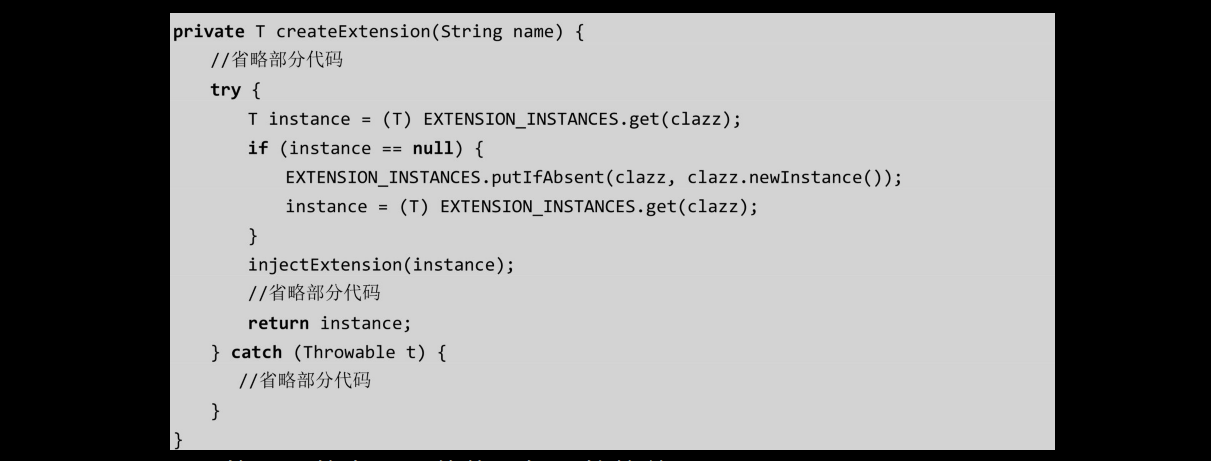 private T createExtension(String name) {
//省略部分代码
try {
T instance = (T) EXTENSION_INSTANCES.get(clazz);
if (instance == null) {
EXTENSION_INSTANCES.putIfAbsent(clazz, clazz.newInstance());
instance = (T) EXTENSION_INSTANCES.get(clazz);
}
injectExtension(instance);
//省略部分代码
return instance;
} catch (Throwable t) {
//省略部分代码
}
}